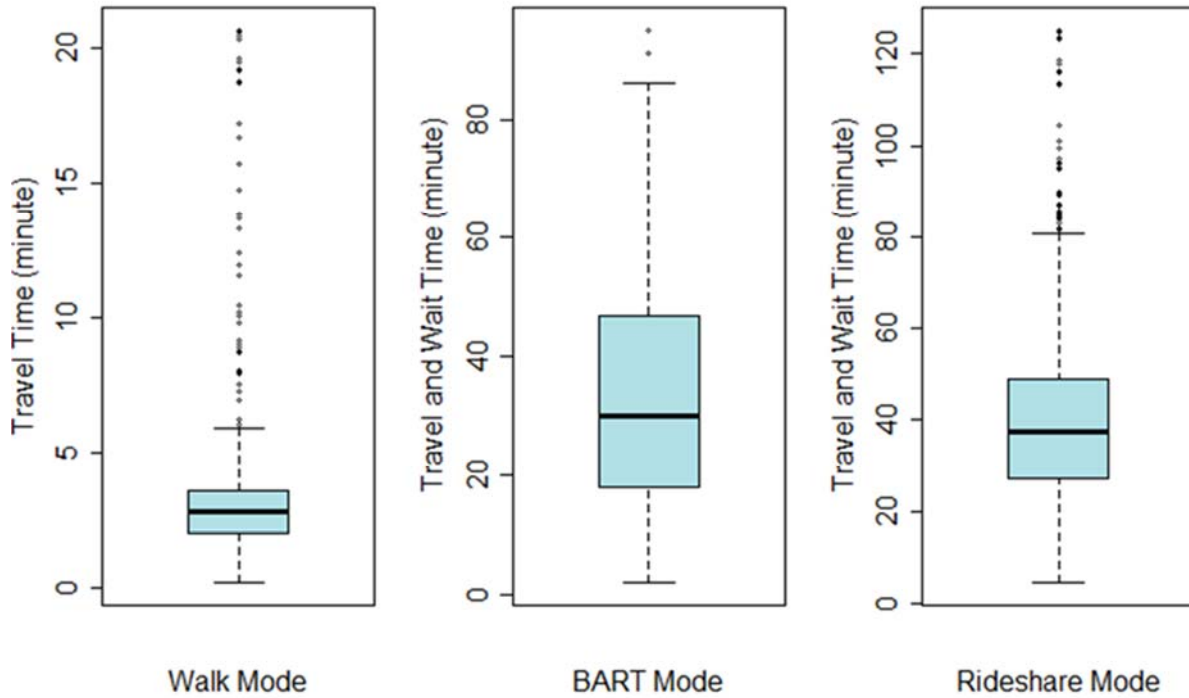 Travel Time (minute)
0
5
10
15
20
Walk Mode
Travel and Wait Time (minute)
0
20
40
60
80
BART Mode
Travel and Wait Time (minute)
0
20
40
60
80
100
120
Rideshare Mode